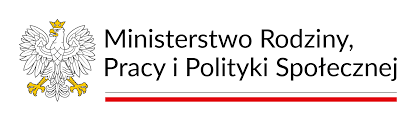 Ministerstwo Rodziny,
Pracy i Polityki Społecznej